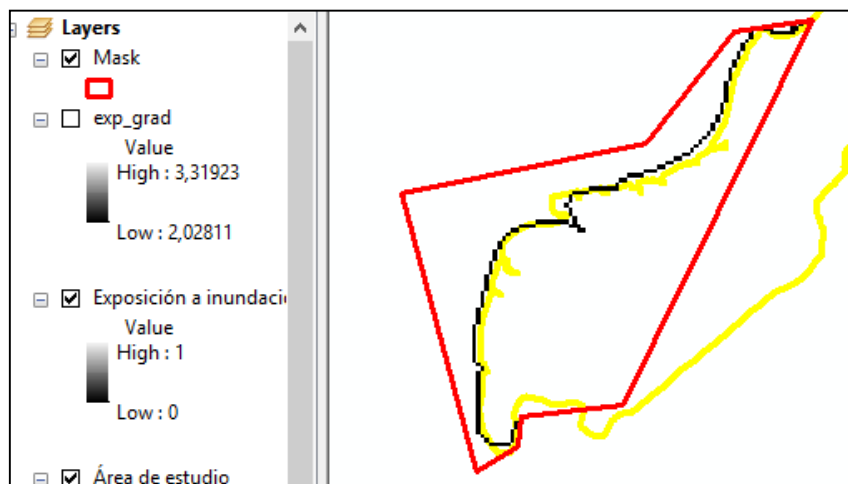 Layers
Mask
exp_grad
Value
High : 3,31923
Low : 2,02811
Exposición a inundaci
Value
High : 1
Low : 0
Área de estudio